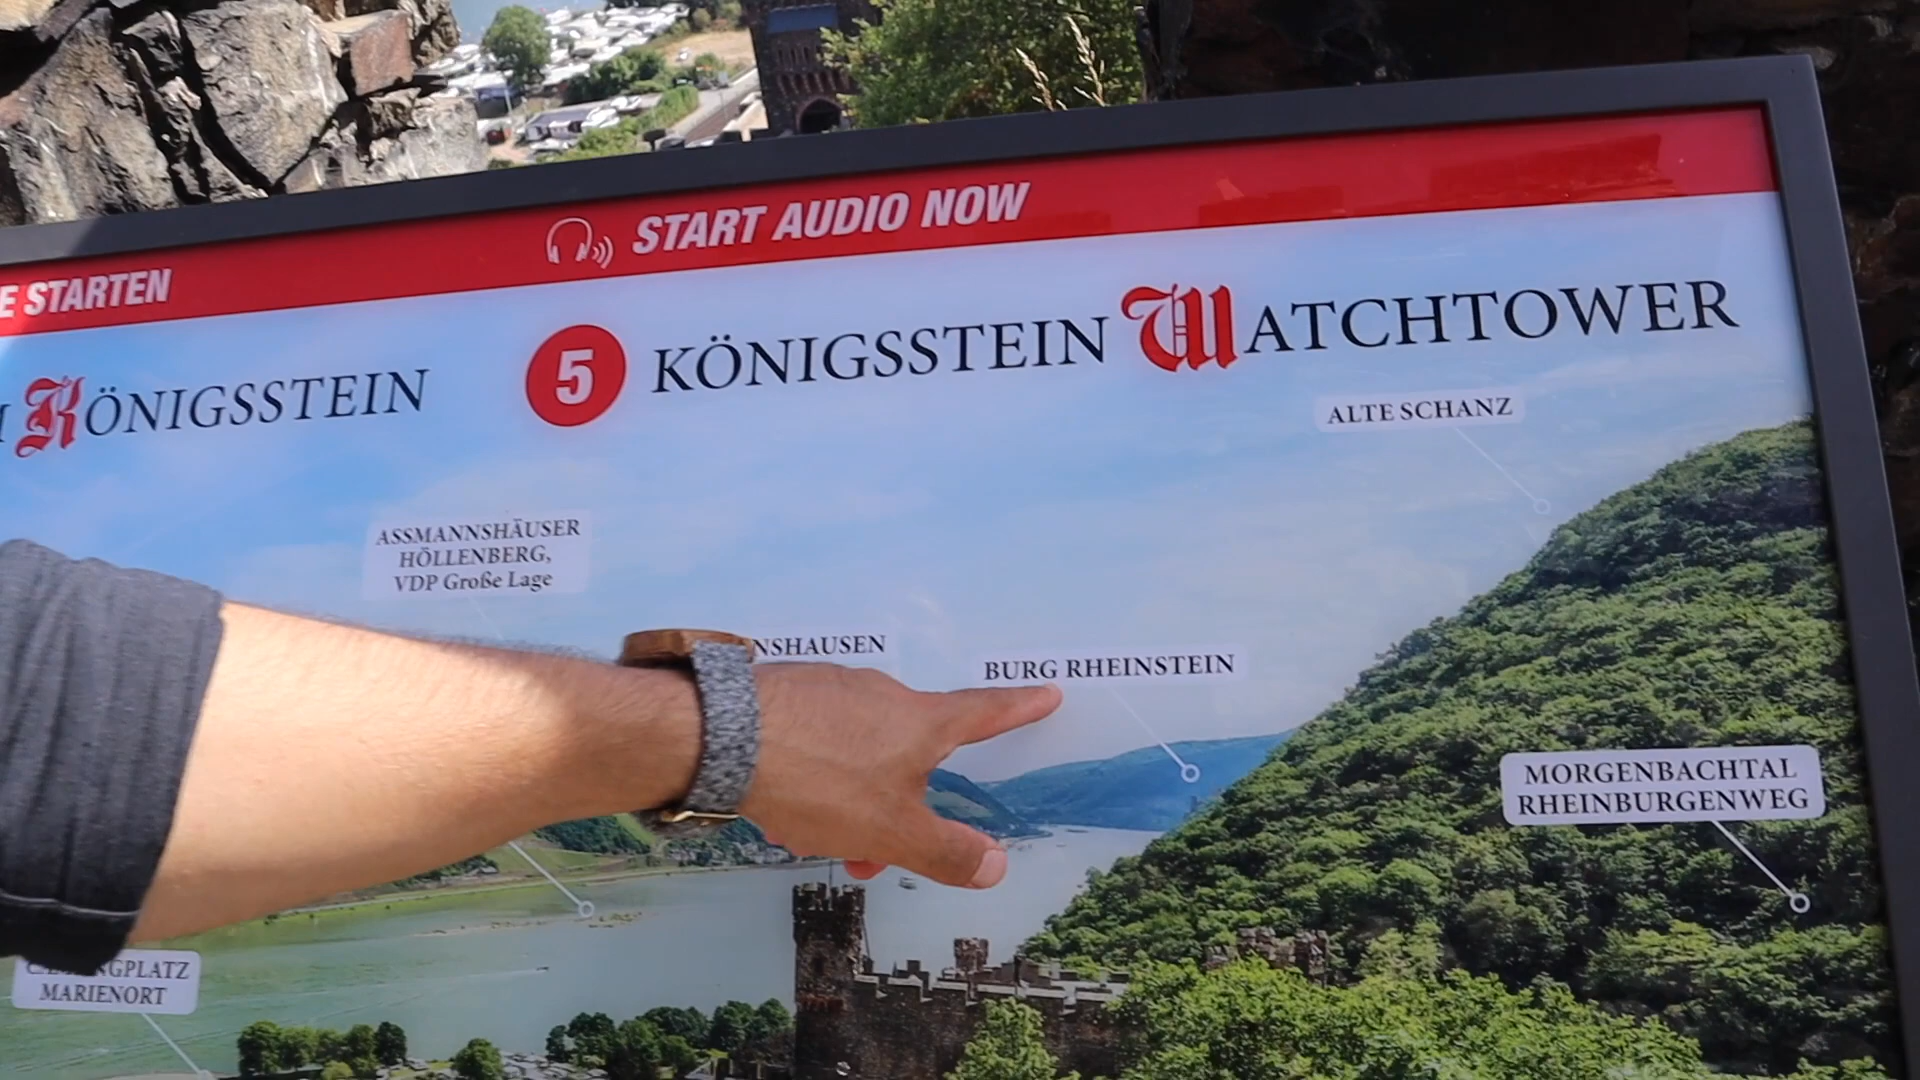 E STARTEN
START AUDIO NOW
KÖNIGSSTEIN
5 KÖNIGSSTEIN WATCHTOWER
ALTE SCHANZ
ASSMANNSHÄUSER
HÖLLENBERG,
VDP Große Lage
NSHAUSEN
BURG RHEINSTEIN
MORGENBACHTAL
RHEINBURGENWEG
MARIENORT